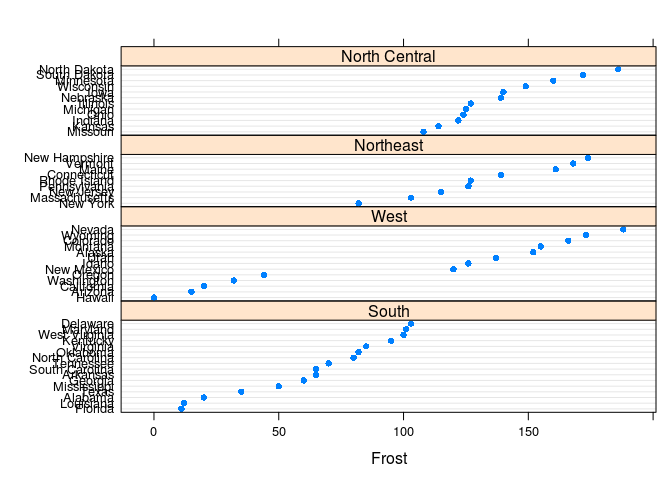 North Central
North Dakota
South Dakota
Minnesota
Wisconsin
Iowa
Nebraska
Illinois
Michigan
Ohio
Indiana
Kansas
Missouri
Northeast
New Hampshire
Vermont
Maine
Connecticut
Rhode Island
Pennsylvania
New Jersey
Massachusetts
New York
West
Nevada
Wyoming
Colorado
Montana
Alaska
Utah
Idaho
New Mexico
Oregon
Washington
California
Arizona
Hawaii
South
Delaware
Maryland
West Virginia
Kentucky
Virginia
Oklahoma
North Carolina
Tennessee
South Carolina
Arkansas
Georgia
Mississippi
Texas
Alabama
Louisiana
Florida
0 50 100 150
Frost